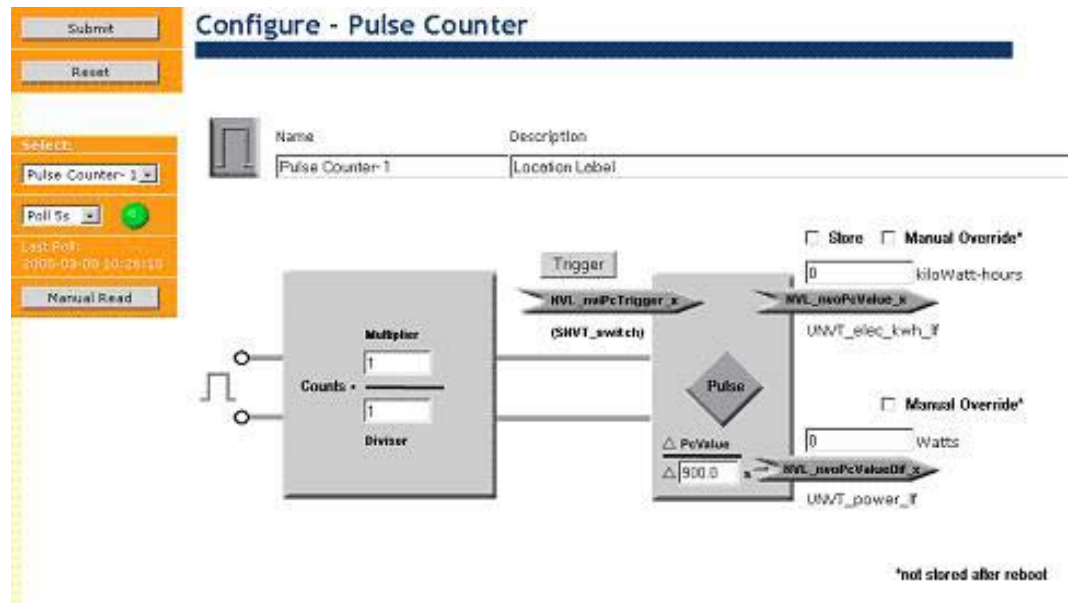 Submit
Configure - Pulse Counter
Reset
Name
Description
Select:
Pulse Counter- 1
Pulse Counter-1
Location Label
Poll 5s
Last Poll:
Manual Read
Store
Manual Override*
Trigger
0
kiloWatt-hours
NVL_nviPcTrigger_x
NVL_nvoPcValue_x
Multiplier
(SNVT_switch)
UNVT_elec_kwh_lf
1
Counts •
Pulse
1
Manual Override*
Divisor
△ PcValue
0
Watts
△ 900.0
s
NVL_nvoPcValueDif_x
UNVT_power_lf
*not stored after reboot